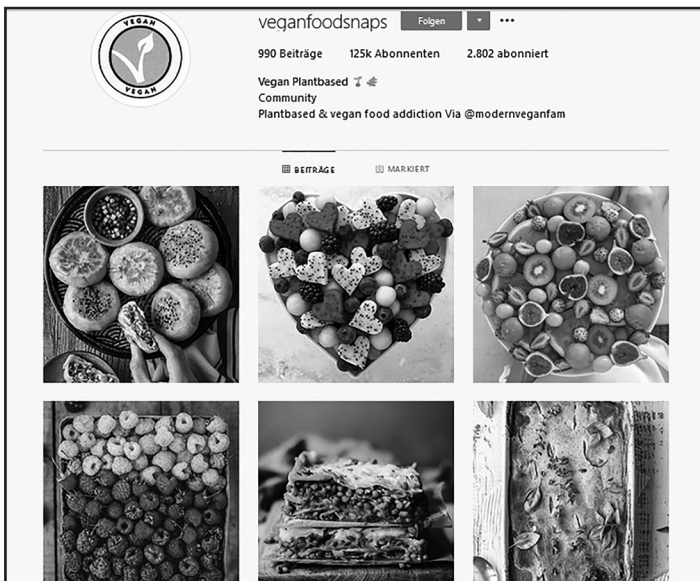 VEGAN
VEGAN
veganfoodsnaps Folgen
990 Beiträge 125k Abonnenten 2.802 abonniert
Vegan Plantbased
Community
Plantbased & vegan food addiction Via @modernveganfam
BEITRÄGE MARKIERT